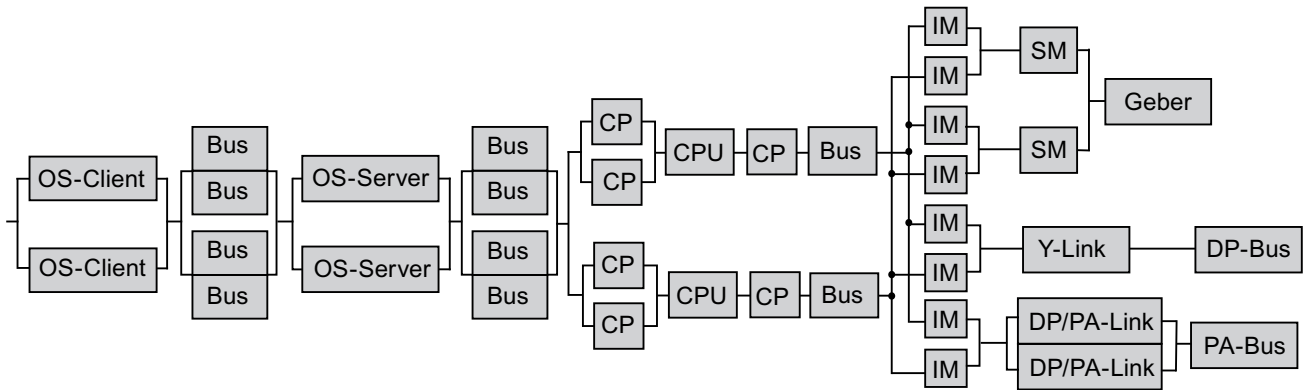 OS-Client
OS-Client
Bus
Bus
Bus
Bus
OS-Server
OS-Server
Bus
Bus
Bus
Bus
CP
CP
CPU
CP
Bus
CP
CP
CPU
CP
Bus
IM
IM
SM
IM
IM
SM
Geber
IM
IM
Y-Link
DP-Bus
IM
IM
DP/PA-Link
DP/PA-Link
PA-Bus